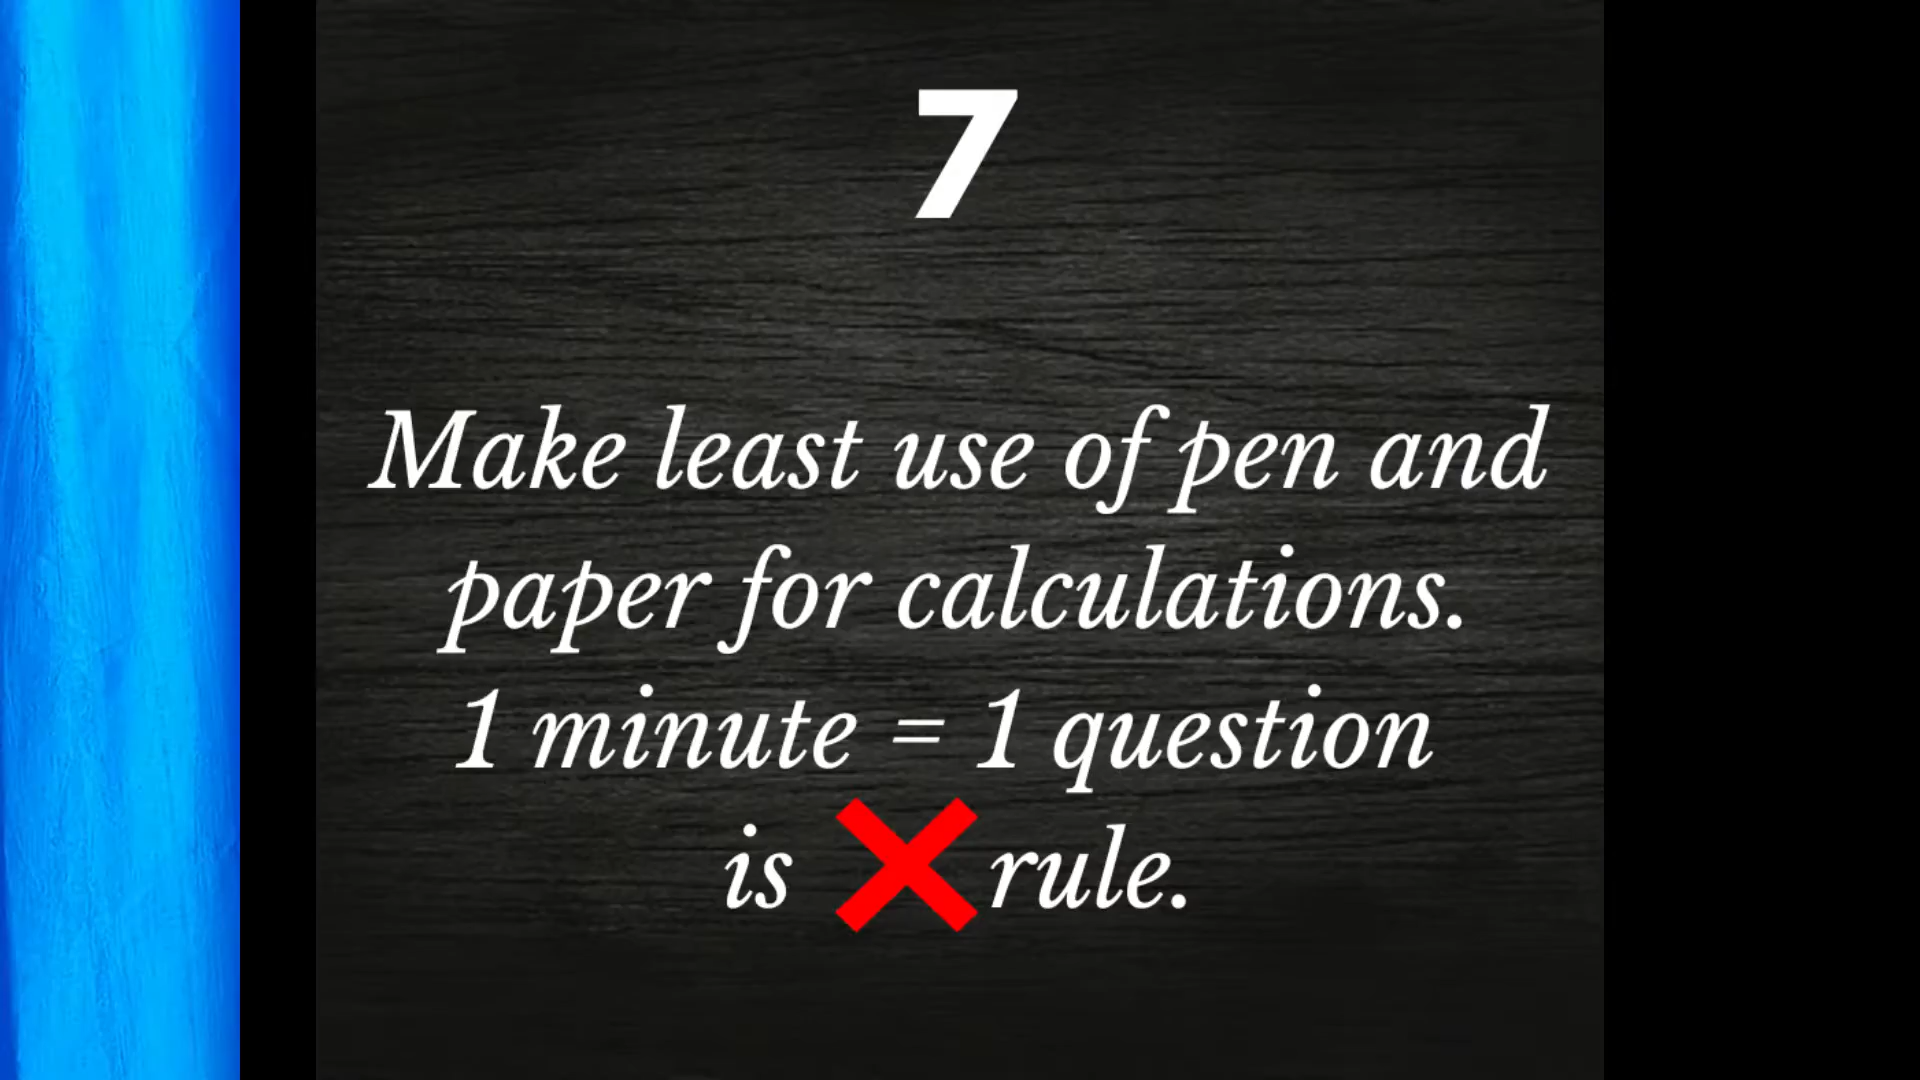 7
Make least use of pen and
paper for calculations.
1 minute = 1 question
is ❌ rule.